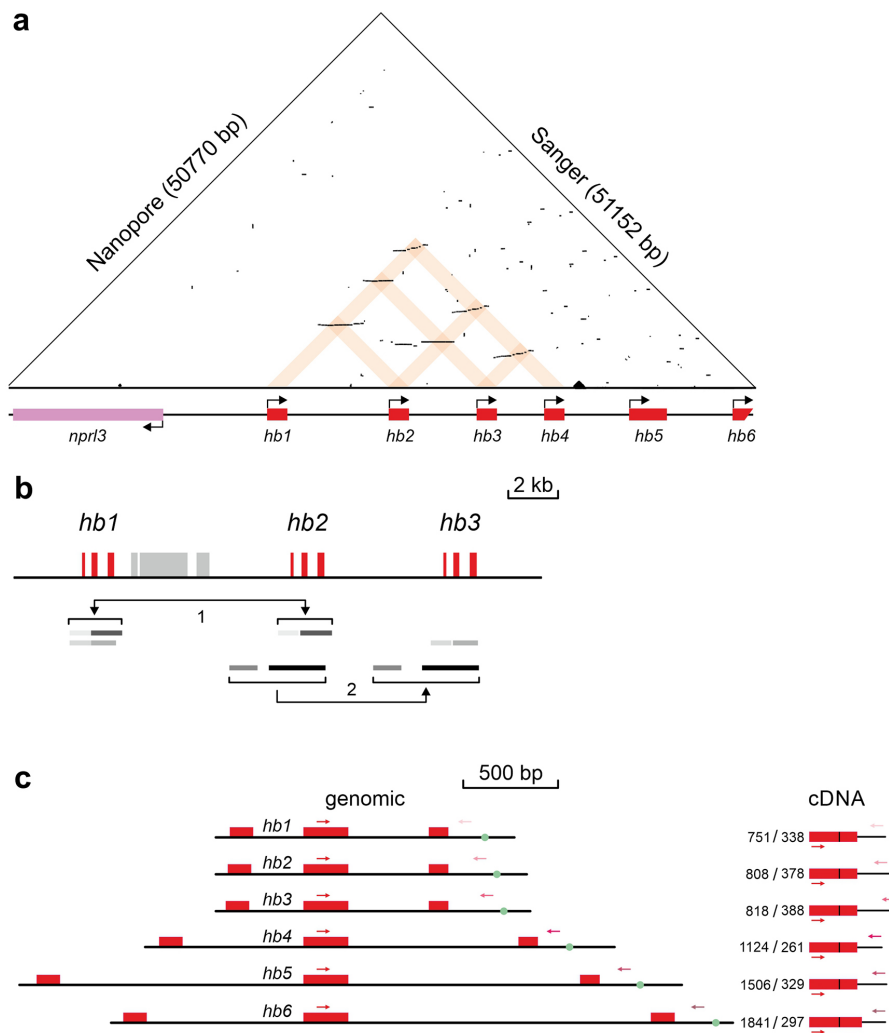 a
Nanopore (50770 bp)
Sanger (51152 bp)
nprl3 hb1 hb2 hb3 hb4 hb5 hb6
b
2 kb
hb1 hb2 hb3
1
2
c
500 bp
genomic cDNA
hb1 751 / 338
hb2 808 / 378
hb3 818 / 388
hb4 1124 / 261
hb5 1506 / 329
hb6 1841 / 297